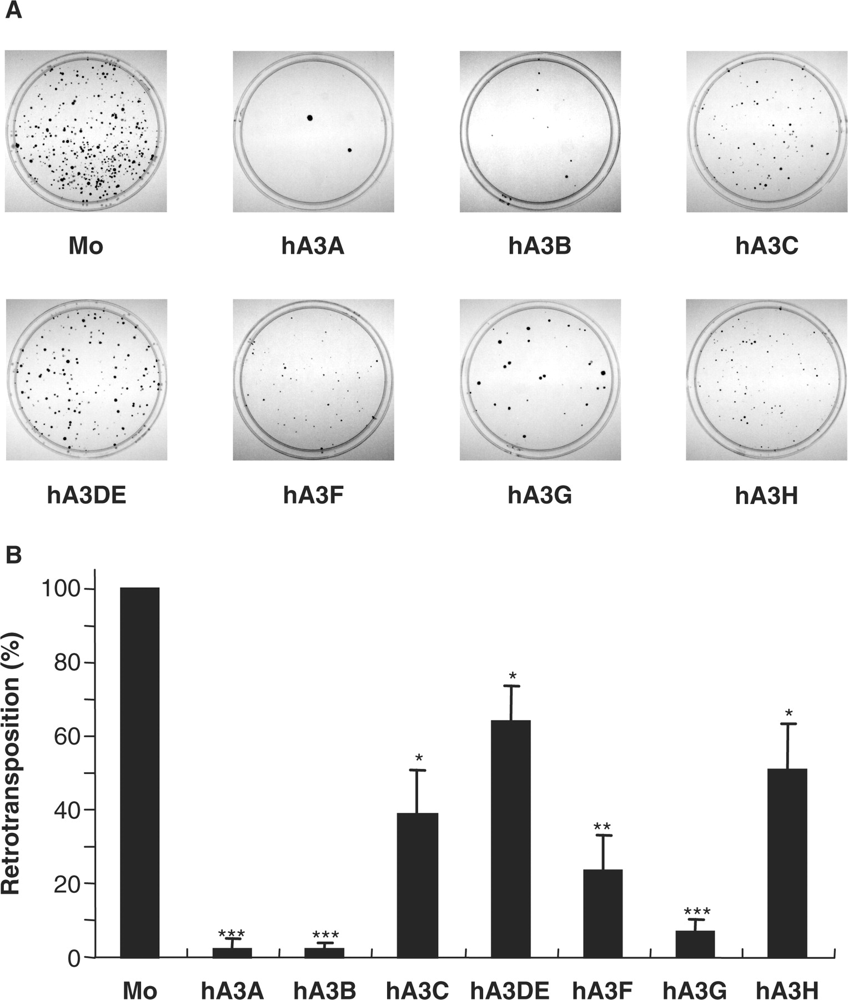 A
Mo hA3A hA3B hA3C
hA3DE hA3F hA3G hA3H
B
Retrotransposition (%)
100
80
60
40
20
0
*** *** * * ** *** *
Mo hA3A hA3B hA3C hA3DE hA3F hA3G hA3H